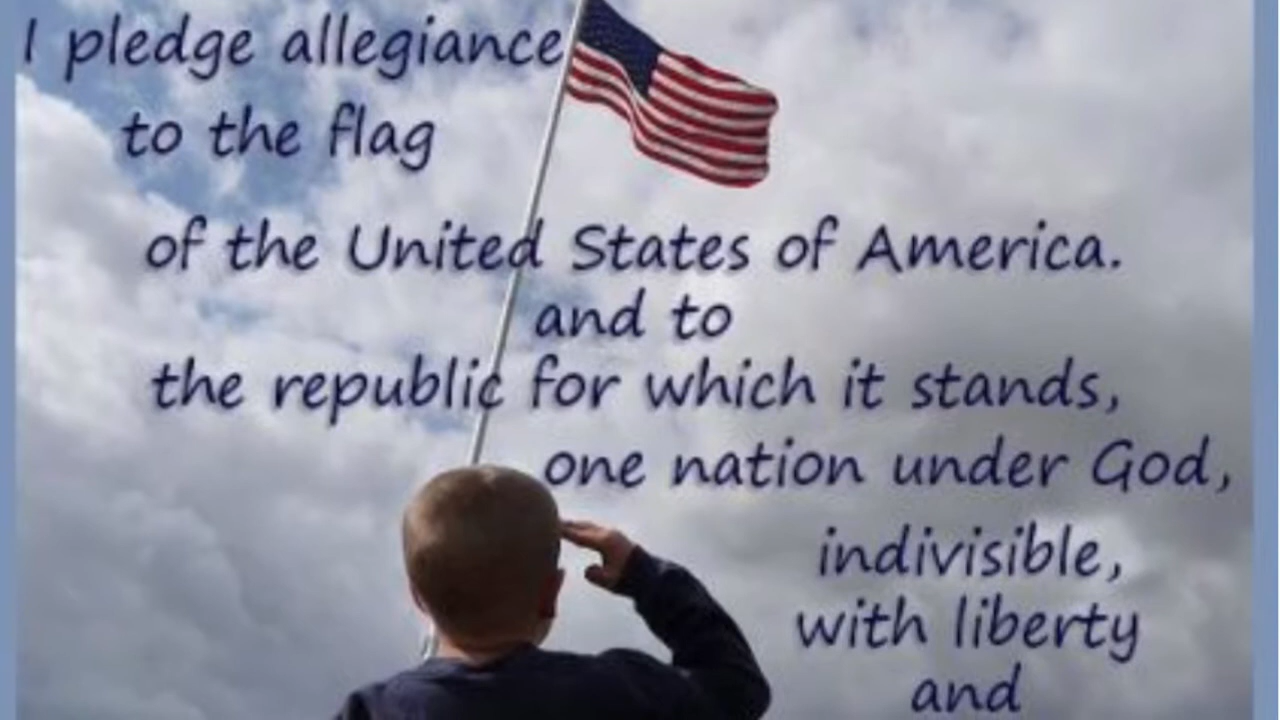 I pledge allegiance
to the flag
of the United States of America.
and to
the republic for which it stands,
one nation under God,
indivisible,
with liberty
and